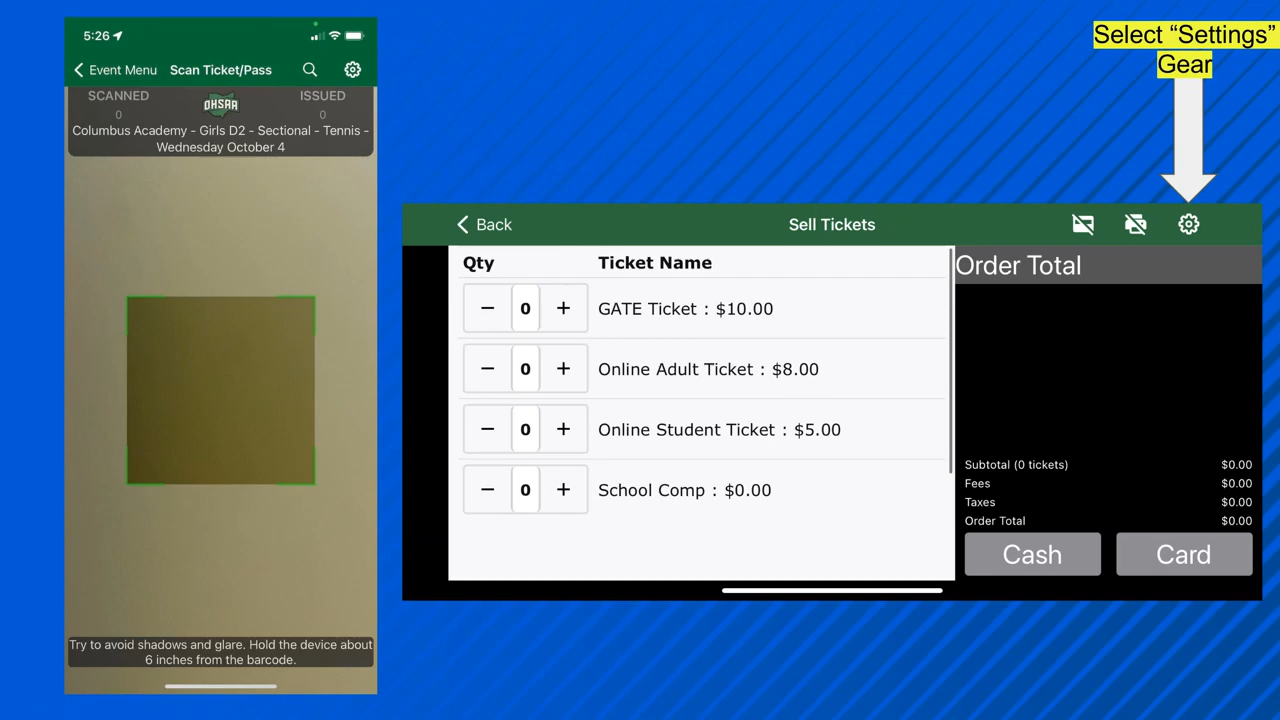 5:26
Event Menu
Scan Ticket/Pass
SCANNED
OHSAA
ISSUED
0
0
Columbus Academy - Girls D2 - Sectional - Tennis -
Wednesday October 4
Try to avoid shadows and glare. Hold the device about
6 inches from the barcode.
Select “Settings”
Gear
Back
Sell Tickets
Qty
Ticket Name
− 0 + GATE Ticket : $10.00
− 0 + Online Adult Ticket : $8.00
− 0 + Online Student Ticket : $5.00
− 0 + School Comp : $0.00
Order Total
Subtotal (0 tickets) $0.00
Fees $0.00
Taxes $0.00
Order Total $0.00
Cash
Card